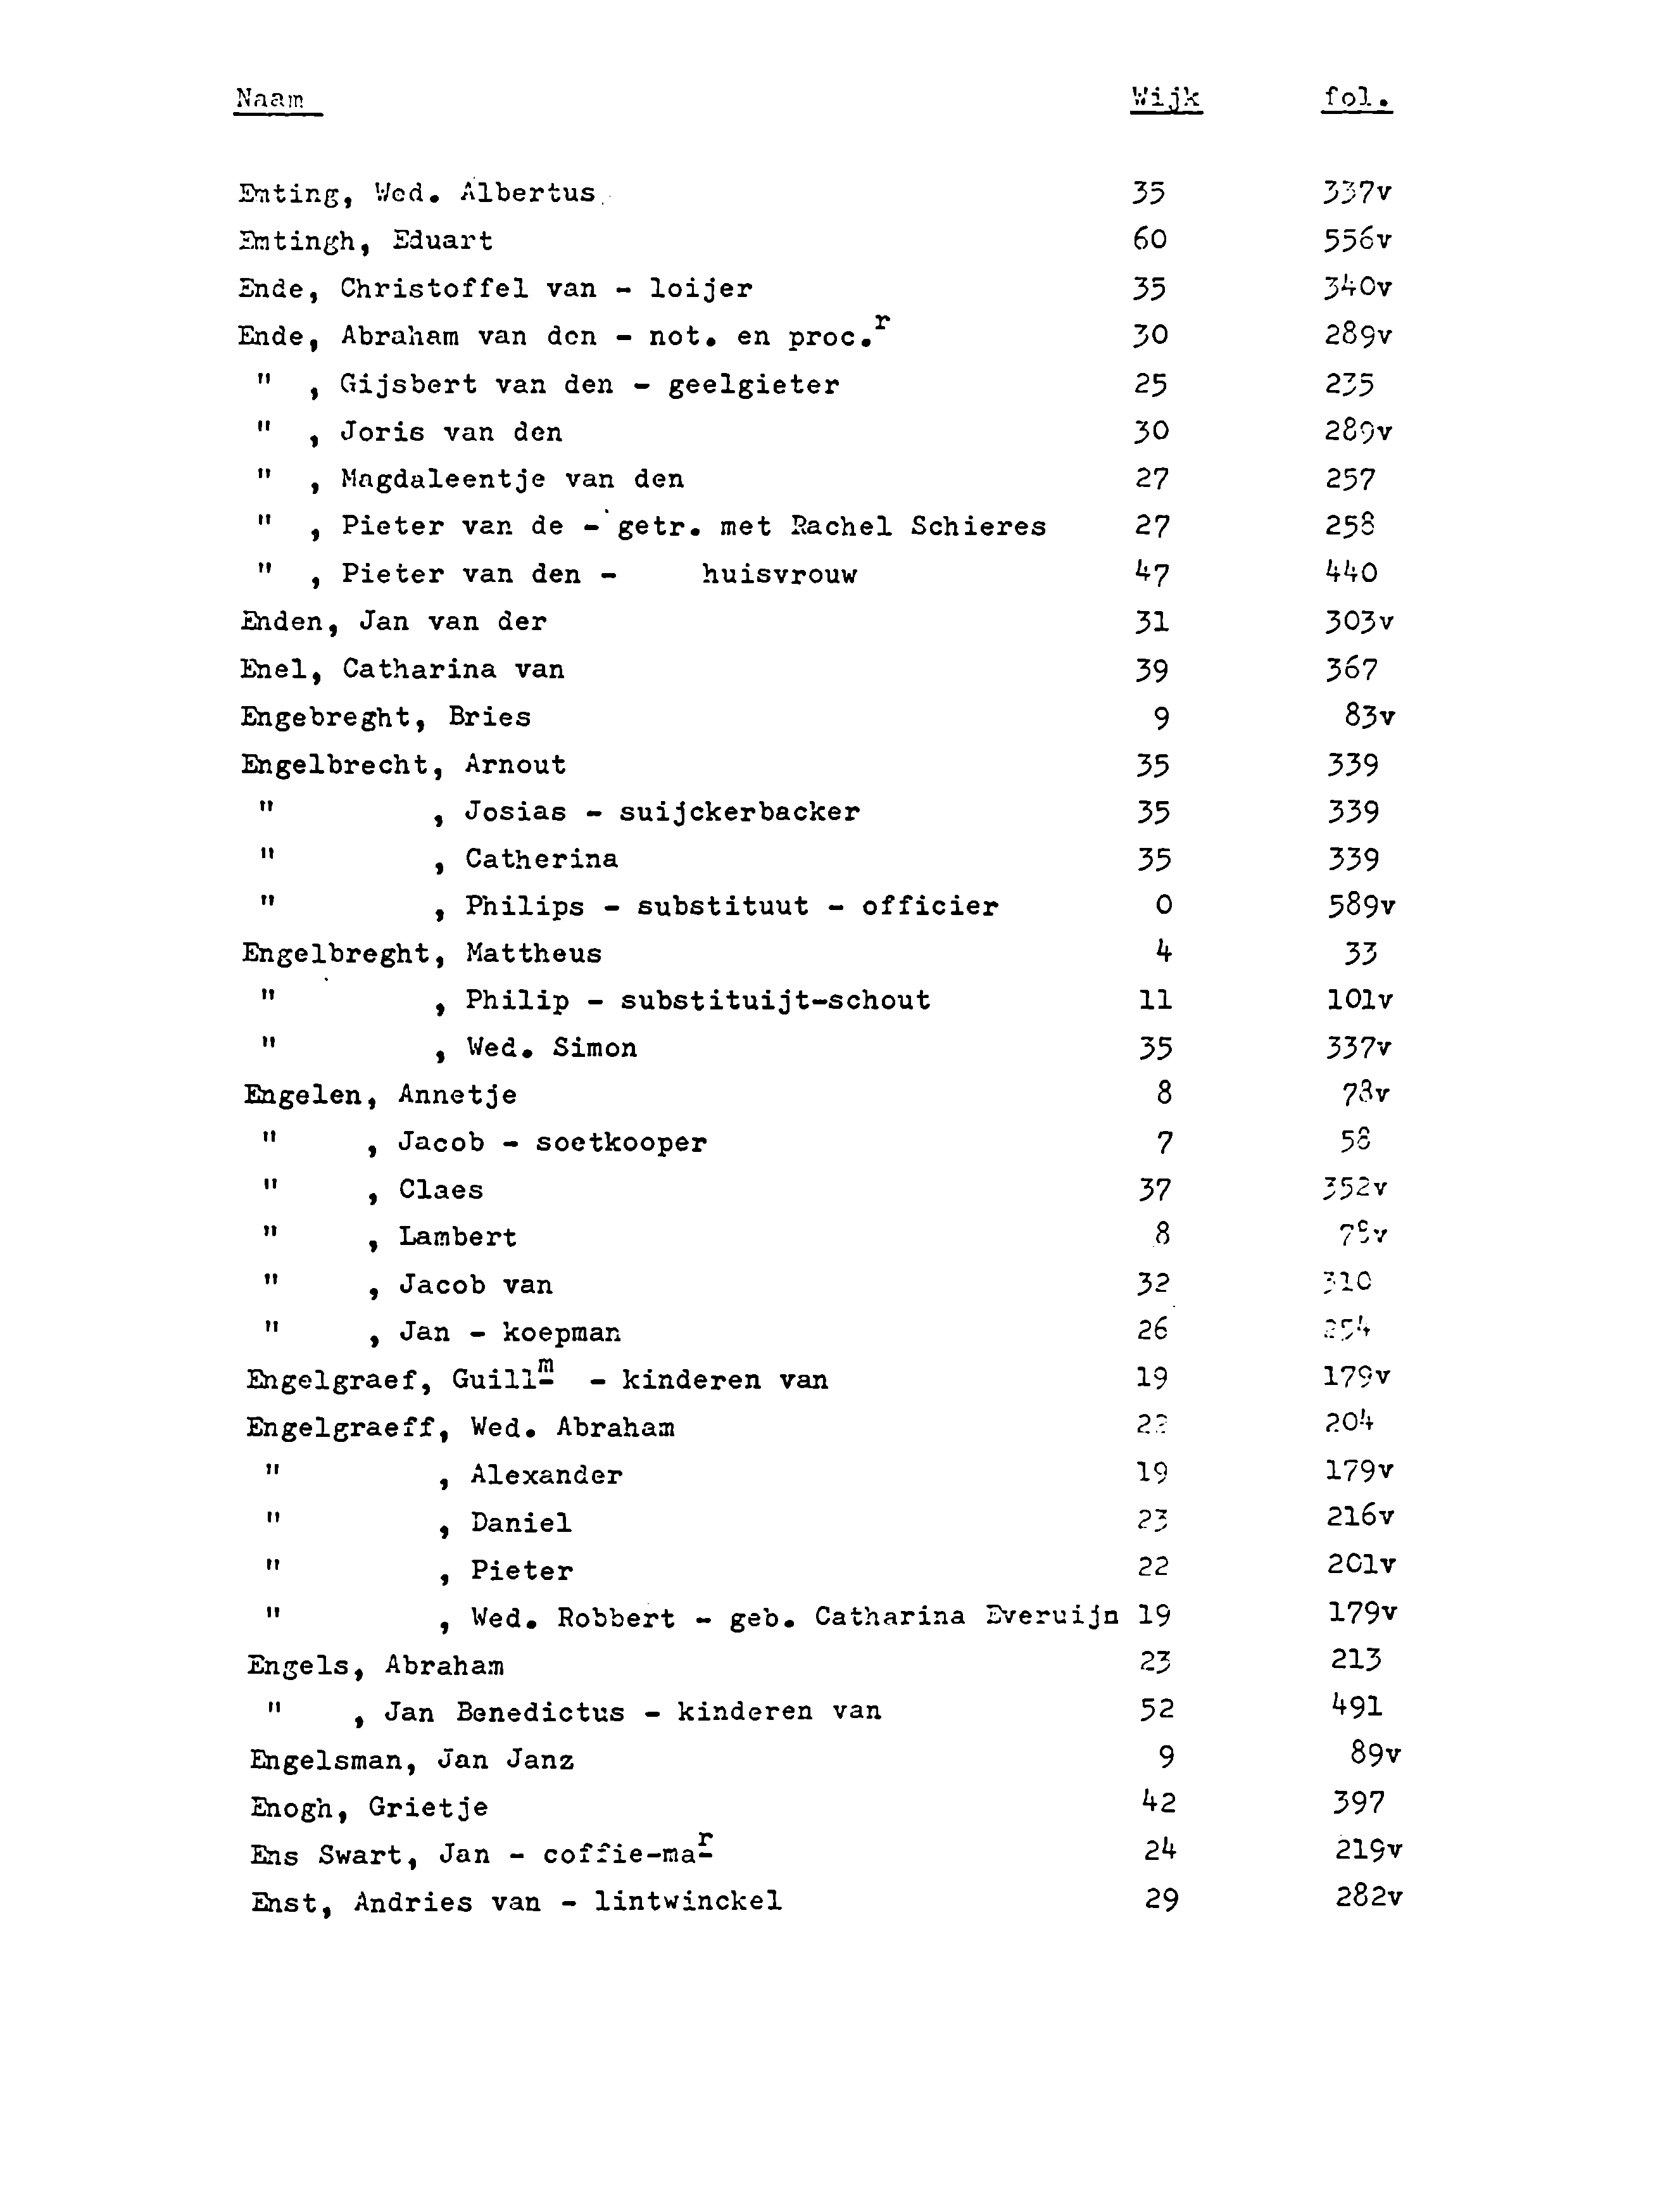 Naam Wijk fol.
Emting, Wed. Albertus 35 337v
Emtingh, Eduart 60 556v
Ende, Christoffel van - loijer 35 340v
Ende, Abraham van den - not. en proc.r 30 289v
" , Gijsbert van den - geelgieter 25 235
" , Joris van den 30 289v
" , Magdaleentje van den 27 257
" , Pieter van de - getr. met Rachel Schieres 27 258
" , Pieter van den - huisvrouw 47 440
Enden, Jan van der 31 303v
Enel, Catharina van 39 367
Engebreght, Bries 9 83v
Engelbrecht, Arnout 35 339
" , Josias - suijckerbacker 35 339
" , Catherina 35 339
" , Philips - substituut - officier 0 589v
Engelbreght, Mattheus 4 33
" , Philip - substituijt-schout 11 101v
" , Wed. Simon 35 337v
Engelen, Annetje 8 78v
" , Jacob - soetkooper 7 58
" , Claes 37 352v
" , Lambert 8 78v
" , Jacob van 32 310
" , Jan - koepman 26 254
Engelgraef, Guillm - kinderen van 19 179v
Engelgraeff, Wed. Abraham 204
" , Alexander 19 179v
" , Daniel 23 216v
" , Pieter 22 201v
" , Wed. Robbert - geb. Catharina Everuijn 19 179v
Engels, Abraham 23 213
" , Jan Benedictus - kinderen van 52 491
Engelsman, Jan Janz 9 89v
Enogh, Grietje 42 397
Ens Swart, Jan - coffie-mar 24 219v
Enst, Andries van - lintwinckel 29 282v